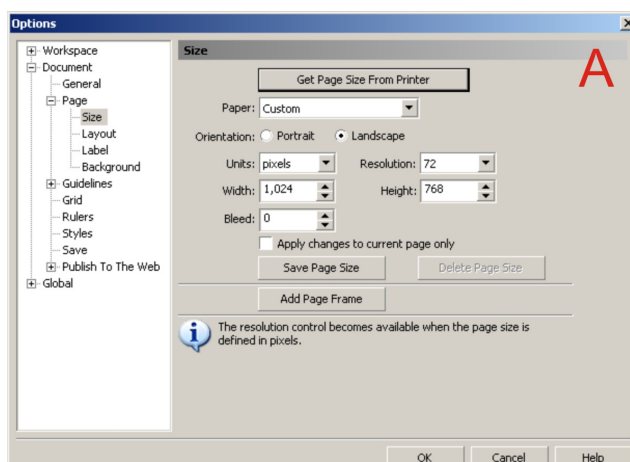 Options
Workspace
Document
General
Page
Size
Layout
Label
Background
Guidelines
Grid
Rulers
Styles
Save
Publish To The Web
Global
Size
A
Get Page Size From Printer
Paper: Custom
Orientation: Portrait Landscape
Units: pixels Resolution: 72
Width: 1,024 Height: 768
Bleed: 0
Apply changes to current page only
Save Page Size Delete Page Size
Add Page Frame
The resolution control becomes available when the page size is
defined in pixels.
OK Cancel Help